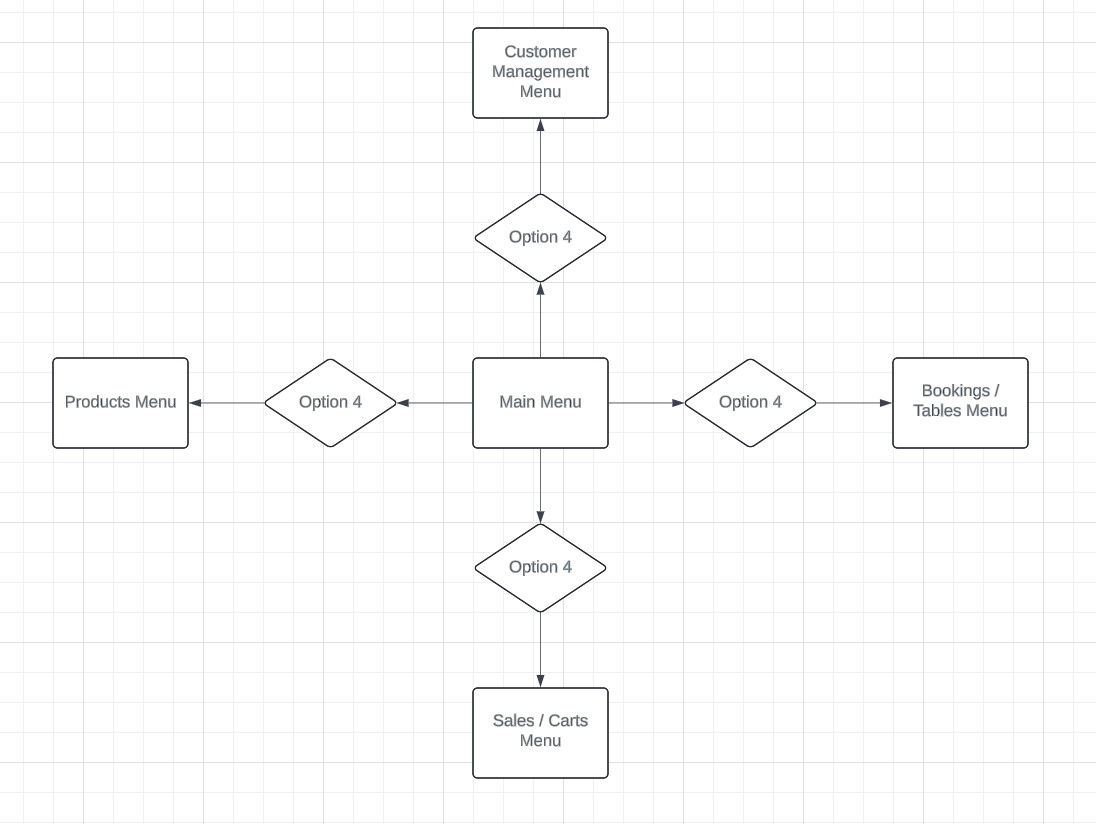 Customer
Management
Menu
Option 4
Products Menu
Option 4
Main Menu
Option 4
Bookings /
Tables Menu
Option 4
Sales / Carts
Menu